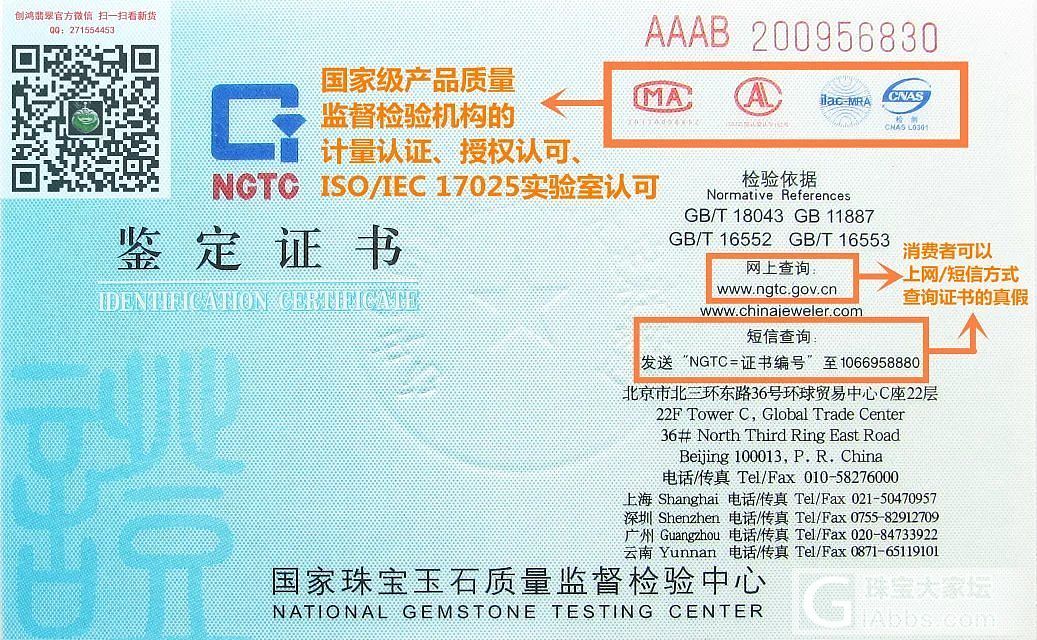 创鸿翡翠官方微信 扫一扫看新货
QQ：271554453
AAAB 200956830
国家级产品质量
监督检验机构的
计量认证、授权认可、
ISO/IEC 17025实验室认可
NGTC
MA
AL
ilac-MRA
CNAS
检测
CNAS L0301
鉴定证书
IDENTIFICATION CERTIFICATE
检验依据
Normative References
GB/T 18043 GB 11887
GB/T 16552 GB/T 16553
网上查询：
www.ngtc.gov.cn
www.chinajeweler.com
消费者可以
上网/短信方式
查询证书的真假
短信查询：
发送 “NGTC=证书编号” 至1066958880
北京市北三环东路36号环球贸易中心C座22层
22F Tower C, Global Trade Center
36# North Third Ring East Road
Beijing 100013, P. R. China
电话/传真 Tel/Fax 010-58276000
上海 Shanghai 电话/传真 Tel/Fax 021-50470957
深圳 Shenzhen 电话/传真 Tel/Fax 0755-82912709
广州 Guangzhou 电话/传真 Tel/Fax 020-84733922
云南 Yunnan 电话/传真 Tel/Fax 0871-65119101
国家珠宝玉石质量监督检验中心
NATIONAL GEMSTONE TESTING CENTER
珠宝大家坛
GIabbs.com